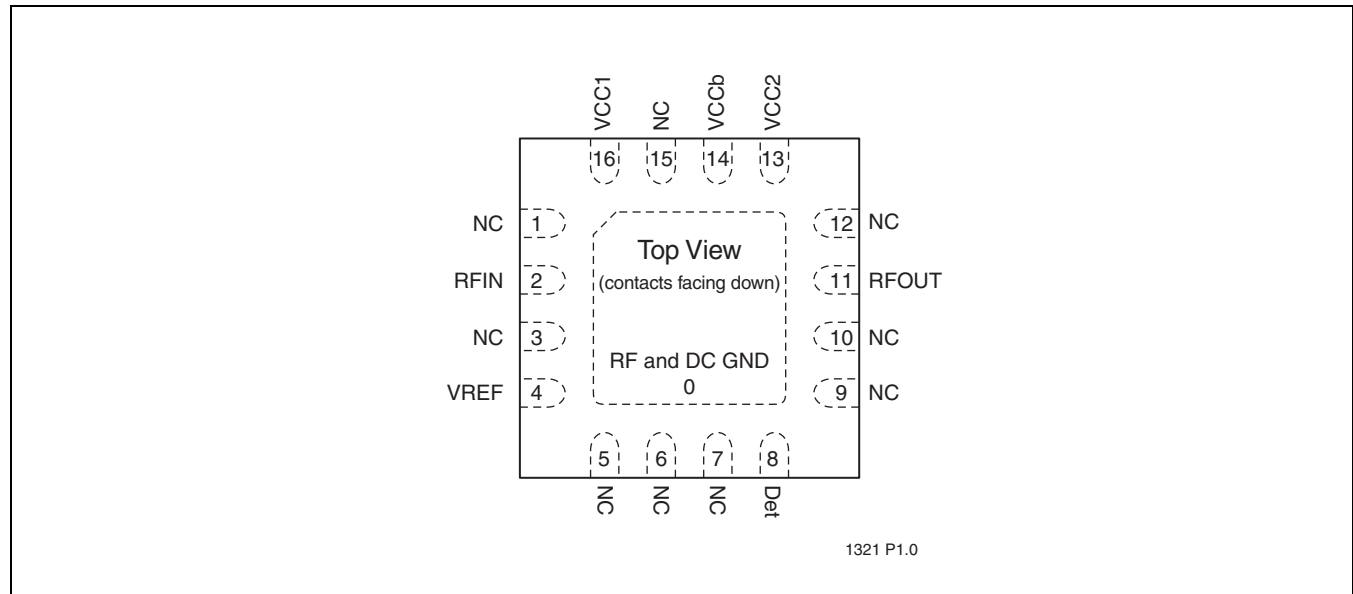 VCC1 NC VCCb VCC2
16 15 14 13
NC 1 12 NC
Top View
RFIN 2 (contacts facing down) 11 RFOUT
NC 3 10 NC
RF and DC GND
VREF 4 0 9 NC
5 6 7 8
NC NC NC Det
1321 P1.0